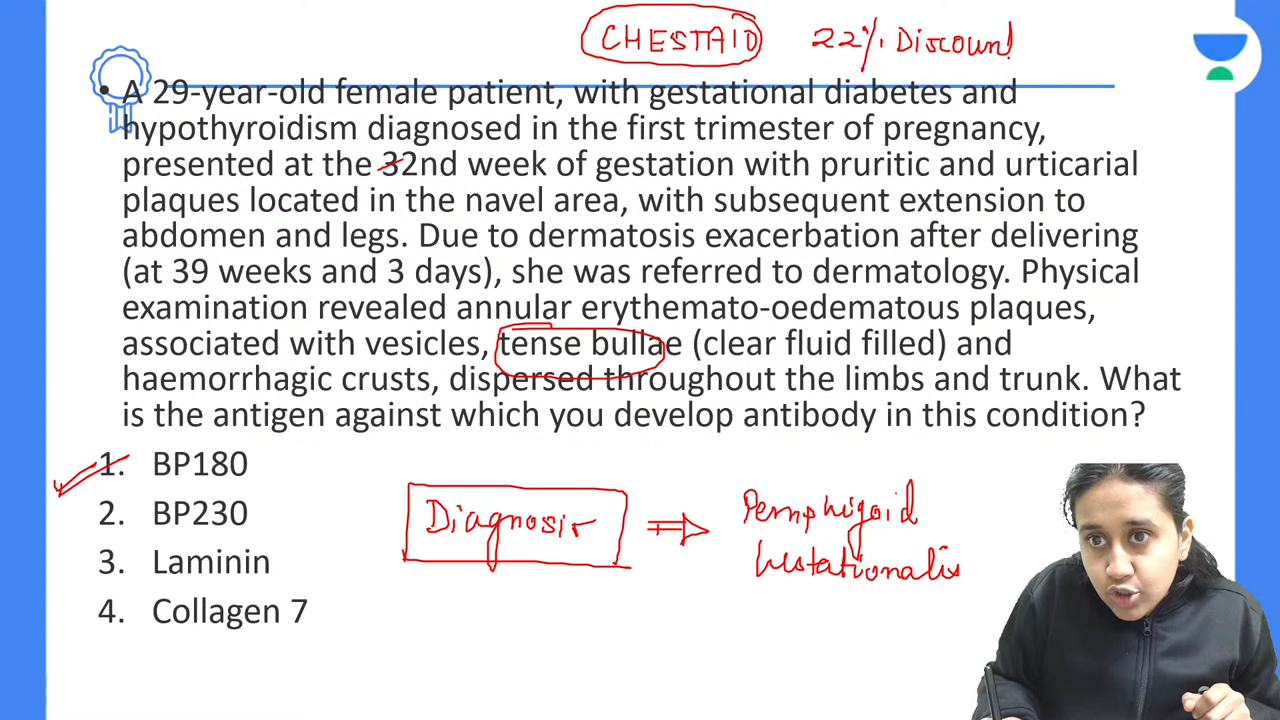 CHESTAID 22% Discount
• A 29-year-old female patient, with gestational diabetes and
hypothyroidism diagnosed in the first trimester of pregnancy,
presented at the 32nd week of gestation with pruritic and urticarial
plaques located in the navel area, with subsequent extension to
abdomen and legs. Due to dermatosis exacerbation after delivering
(at 39 weeks and 3 days), she was referred to dermatology. Physical
examination revealed annular erythemato-oedematous plaques,
associated with vesicles, tense bullae (clear fluid filled) and
haemorrhagic crusts, dispersed throughout the limbs and trunk. What
is the antigen against which you develop antibody in this condition?
1. BP180
2. BP230
3. Laminin
4. Collagen 7
Diagnosis ⇒ Pemphigoid
Gestationalis